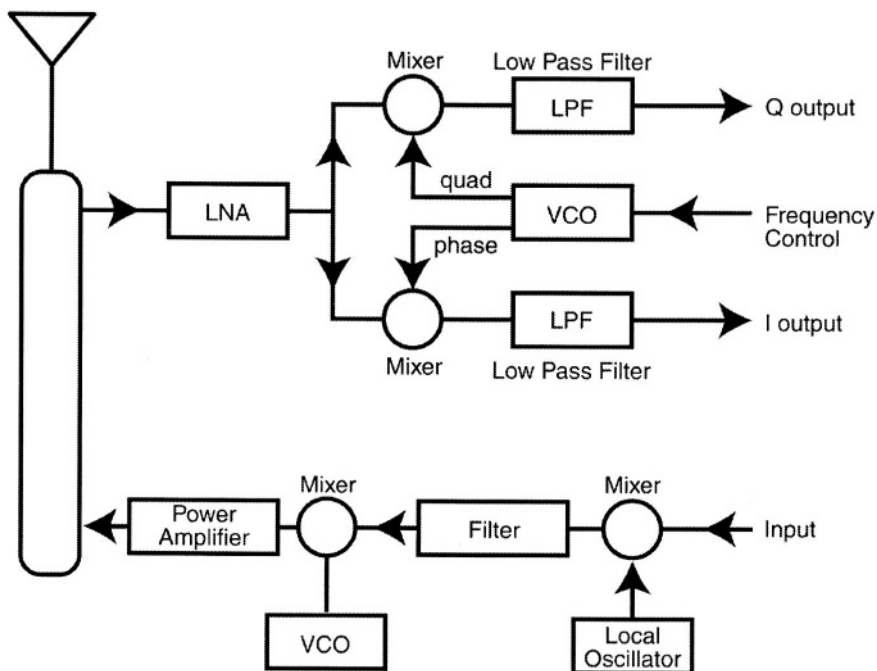 Mixer
Low Pass Filter
LPF
Q output
quad
LNA
VCO
Frequency
Control
phase
LPF
I output
Mixer
Low Pass Filter
Mixer
Mixer
Power
Amplifier
Filter
Input
VCO
Local
Oscillator